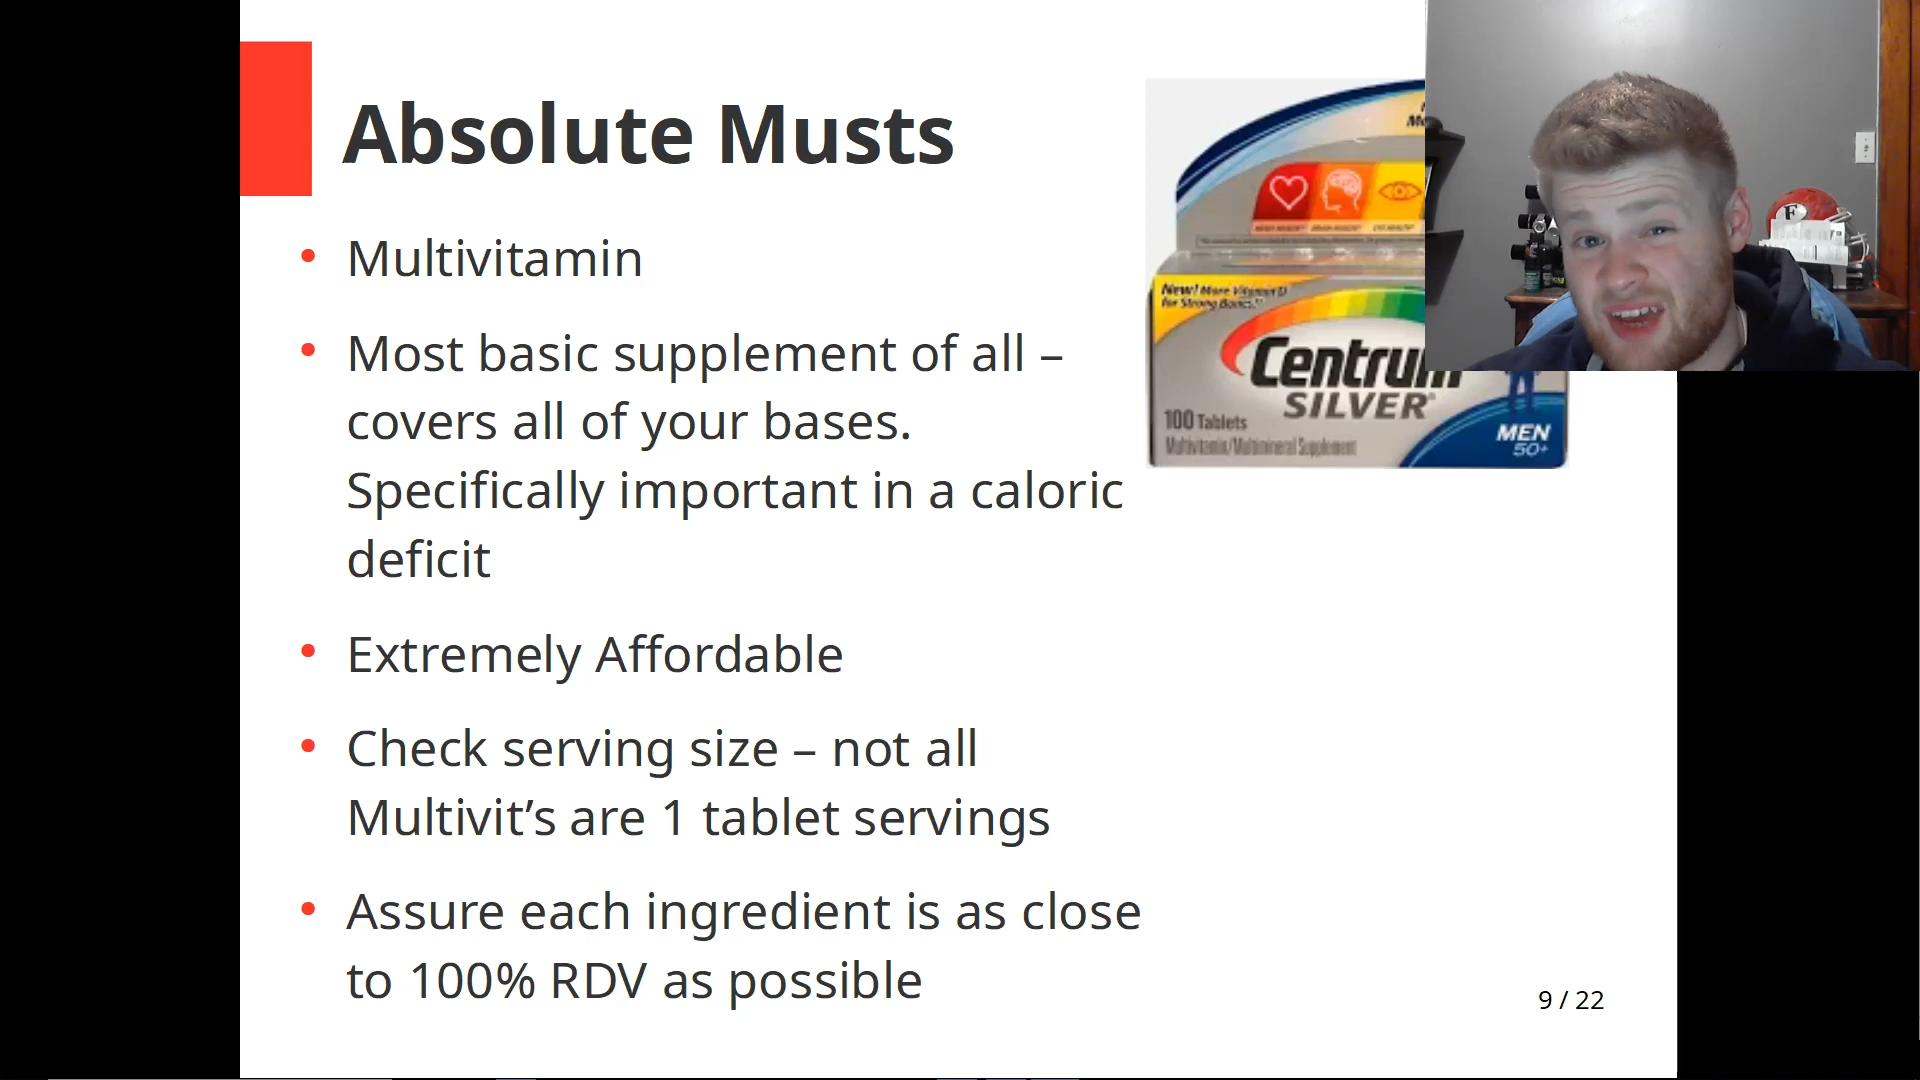 Absolute Musts
• Multivitamin
• Most basic supplement of all –
covers all of your bases.
Specifically important in a caloric
deficit
• Extremely Affordable
• Check serving size – not all
Multivit’s are 1 tablet servings
• Assure each ingredient is as close
to 100% RDV as possible
New! More Vitamin D
for Strong Bones
Centrum
SILVER
100 Tablets
Multivitamin/Multimineral Supplement
MEN
50+
F
9 / 22